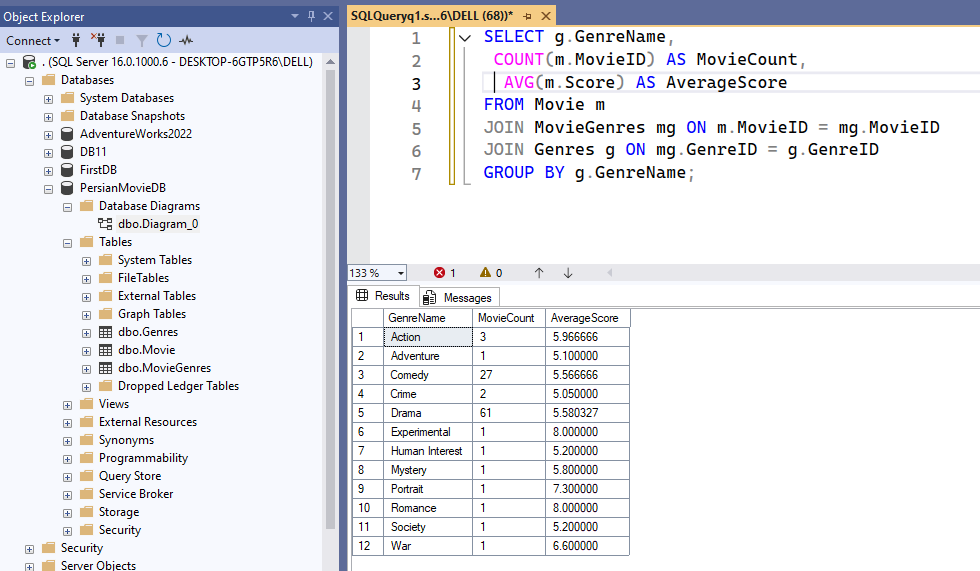 Object Explorer
Connect
. (SQL Server 16.0.1000.6 - DESKTOP-6GTP5R6\DELL)
Databases
System Databases
Database Snapshots
AdventureWorks2022
DB11
FirstDB
PersianMovieDB
Database Diagrams
dbo.Diagram_0
Tables
System Tables
FileTables
External Tables
Graph Tables
dbo.Genres
dbo.Movie
dbo.MovieGenres
Dropped Ledger Tables
Views
External Resources
Synonyms
Programmability
Query Store
Service Broker
Storage
Security
Security
Server Objects
SQLQueryq1.s...6\DELL (68))*
1 SELECT g.GenreName,
2 COUNT(m.MovieID) AS MovieCount,
3 AVG(m.Score) AS AverageScore
4 FROM Movie m
5 JOIN MovieGenres mg ON m.MovieID = mg.MovieID
6 JOIN Genres g ON mg.GenreID = g.GenreID
7 GROUP BY g.GenreName;
133 % 1 0
Results Messages
GenreName MovieCount AverageScore
1 Action 3 5.966666
2 Adventure 1 5.100000
3 Comedy 27 5.566666
4 Crime 2 5.050000
5 Drama 61 5.580327
6 Experimental 1 8.000000
7 Human Interest 1 5.200000
8 Mystery 1 5.800000
9 Portrait 1 7.300000
10 Romance 1 8.000000
11 Society 1 5.200000
12 War 1 6.600000